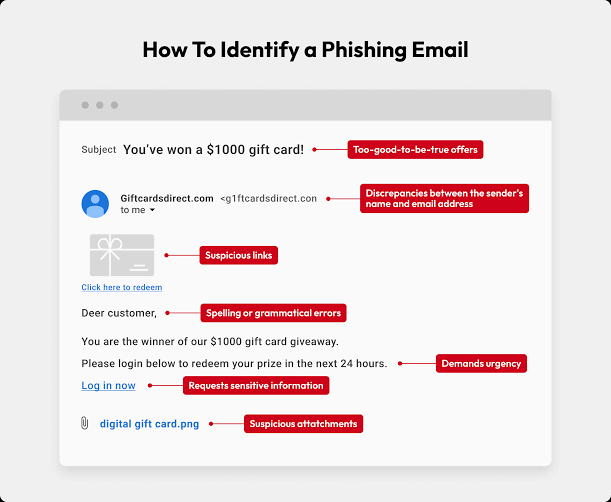 How To Identify a Phishing Email
Subject You've won a $1000 gift card! Too-good-to-be-true offers
Giftcardsdirect.com <g1ftcardsdirect.con
to me
Discrepancies between the sender's
name and email address
Suspicious links
Click here to redeem
Deer customer, Spelling or grammatical errors
You are the winner of our $1000 gift card giveaway.
Please login below to redeem your prize in the next 24 hours. Demands urgency
Log in now Requests sensitive information
digital gift card.png Suspicious attatchments